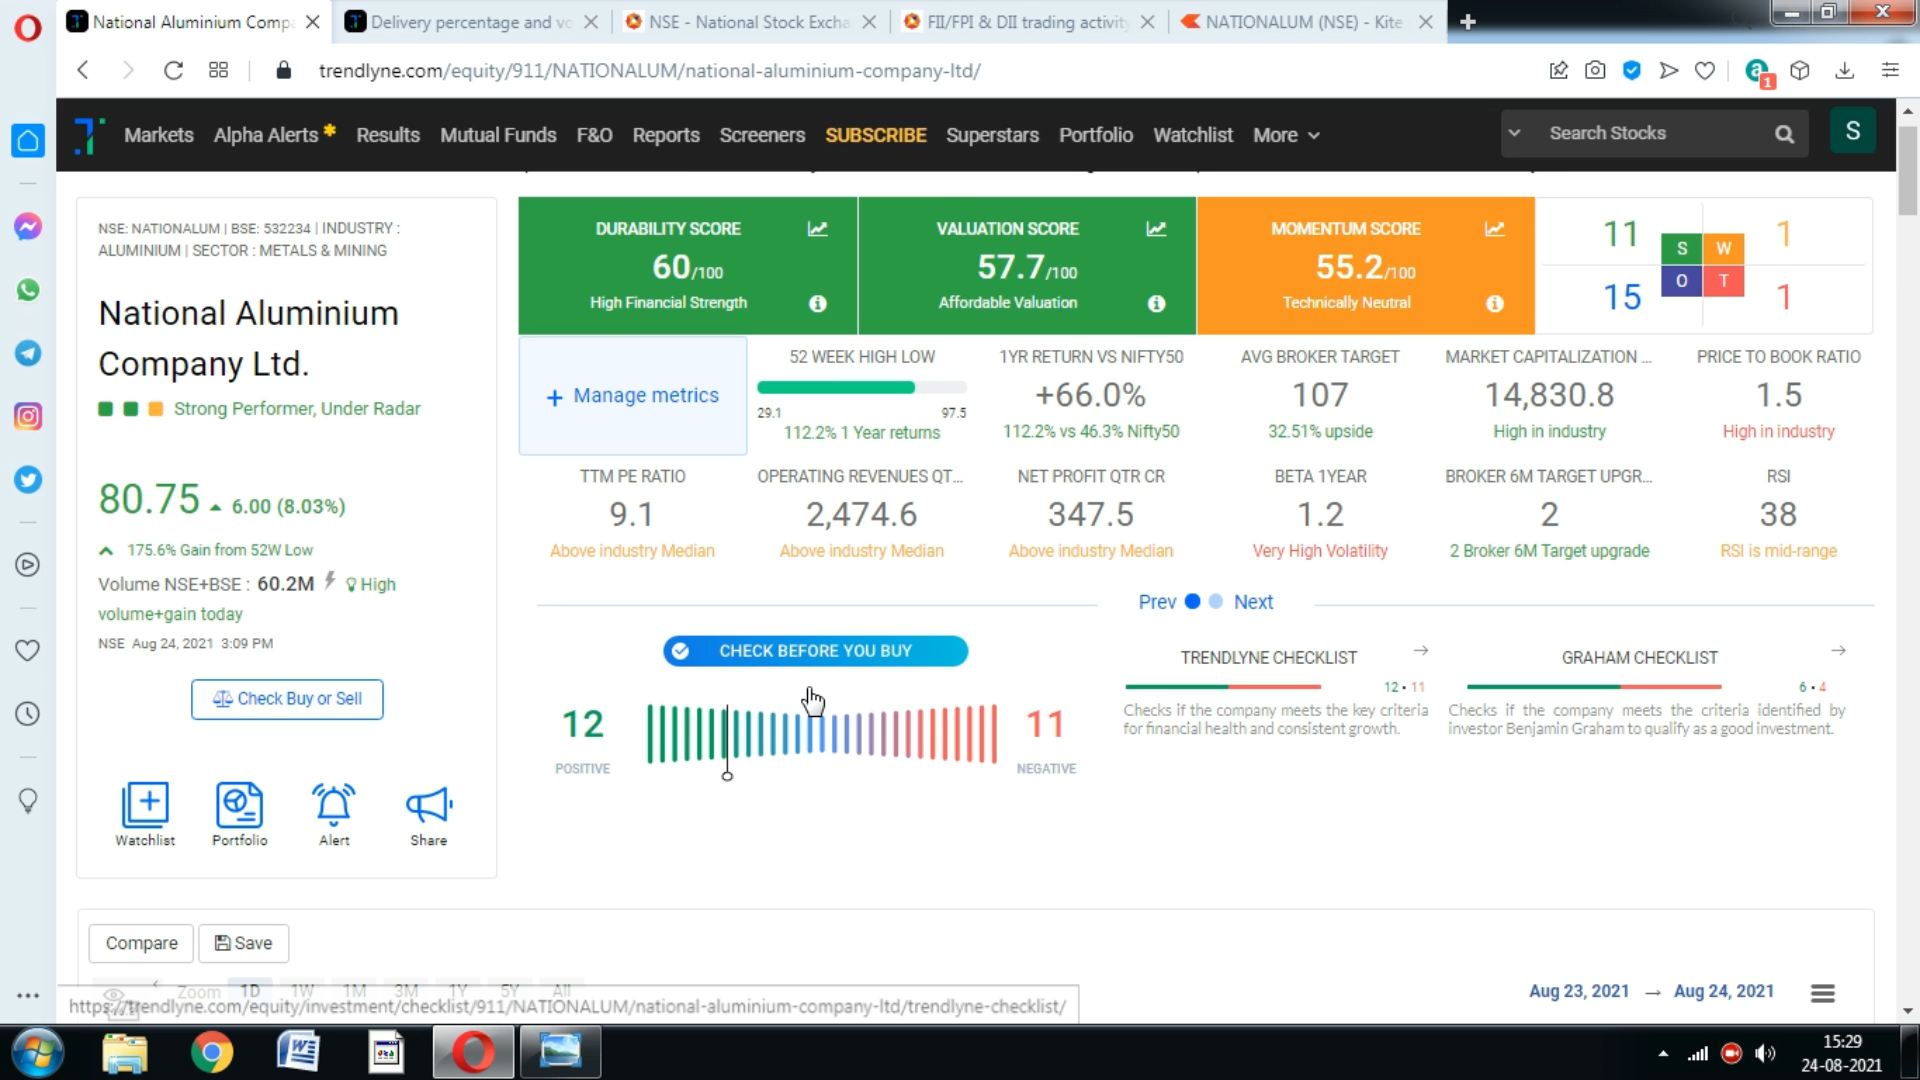 National Aluminium Comp
Delivery percentage and vo
NSE - National Stock Excha
FII/FPI & DII trading activity
NATIONALUM (NSE) - Kite
trendlyne.com/equity/911/NATIONALUM/national-aluminium-company-ltd/
1
Markets Alpha Alerts Results Mutual Funds F&O Reports Screeners SUBSCRIBE Superstars Portfolio Watchlist More
Search Stocks
S
NSE: NATIONALUM | BSE: 532234 | INDUSTRY :
ALUMINIUM | SECTOR : METALS & MINING
National Aluminium
Company Ltd.
Strong Performer, Under Radar
80.75 6.00 (8.03%)
175.6% Gain from 52W Low
Volume NSE+BSE : 60.2M High
volume+gain today
NSE Aug 24, 2021 3:09 PM
Check Buy or Sell
Watchlist Portfolio Alert Share
DURABILITY SCORE
60/100
High Financial Strength
VALUATION SCORE
57.7/100
Affordable Valuation
MOMENTUM SCORE
55.2/100
Technically Neutral
11 S W 1
15 O T 1
+ Manage metrics
52 WEEK HIGH LOW
29.1 97.5
112.2% 1 Year returns
1YR RETURN VS NIFTY50
+66.0%
112.2% vs 46.3% Nifty50
AVG BROKER TARGET
107
32.51% upside
MARKET CAPITALIZATION ...
14,830.8
High in industry
PRICE TO BOOK RATIO
1.5
High in industry
TTM PE RATIO
9.1
Above industry Median
OPERATING REVENUES QT...
2,474.6
Above industry Median
NET PROFIT QTR CR
347.5
Above industry Median
BETA 1YEAR
1.2
Very High Volatility
BROKER 6M TARGET UPGR...
2
2 Broker 6M Target upgrade
RSI
38
RSI is mid-range
Prev Next
CHECK BEFORE YOU BUY
12
POSITIVE
11
NEGATIVE
TRENDLYNE CHECKLIST
12 • 11
Checks if the company meets the key criteria
for financial health and consistent growth.
GRAHAM CHECKLIST
6 • 4
Checks if the company meets the criteria identified by
investor Benjamin Graham to qualify as a good investment.
Compare Save
Zoom 1D 1W 1M 3M 1Y 5Y All
Aug 23, 2021 → Aug 24, 2021
https://trendlyne.com/equity/investment/checklist/911/NATIONALUM/national-aluminium-company-ltd/trendlyne-checklist/
15:29
24-08-2021